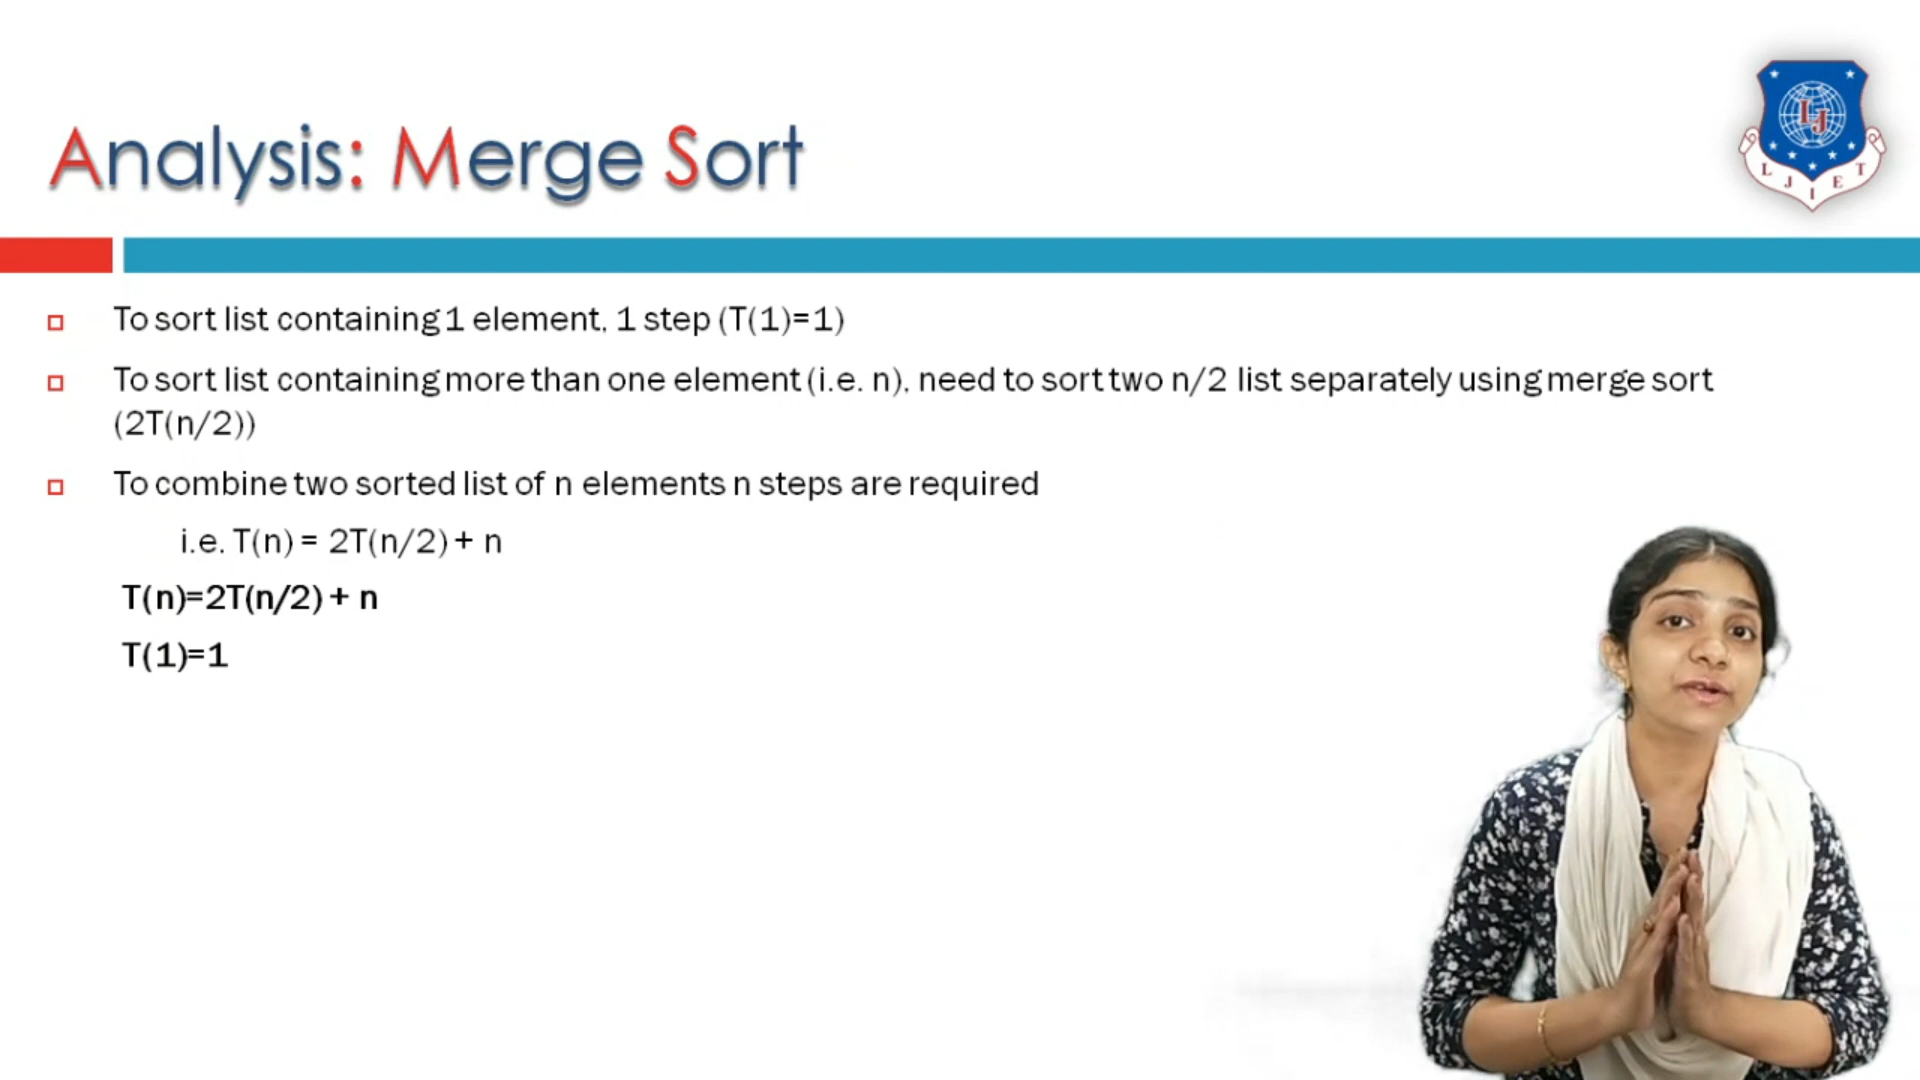 Analysis: Merge Sort
LJ
L J I E T
To sort list containing 1 element, 1 step (T(1)=1)
To sort list containing more than one element (i.e. n), need to sort two n/2 list separately using merge sort
(2T(n/2))
To combine two sorted list of n elements n steps are required
i.e. T(n) = 2T(n/2) + n
T(n)=2T(n/2) + n
T(1)=1